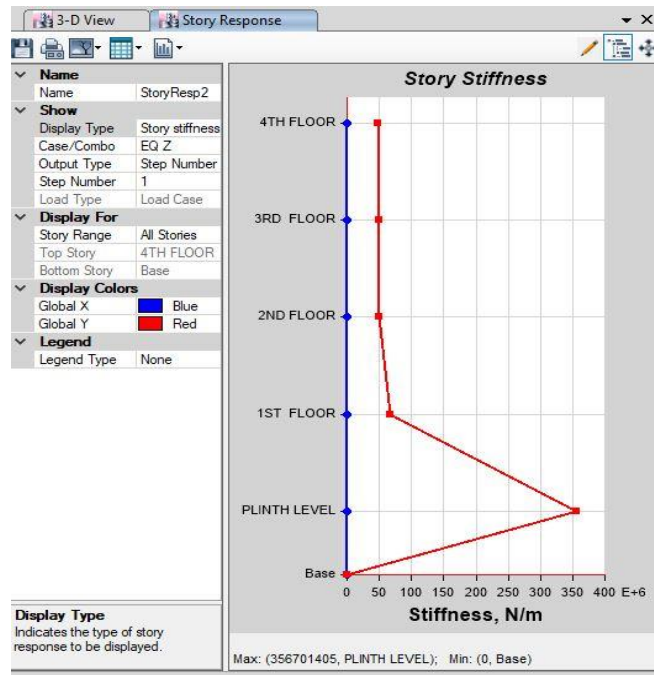 3-D View Story Response
Name
Name StoryResp2
Show
Display Type Story stiffness
Case/Combo EQ Z
Output Type Step Number
Step Number 1
Load Type Load Case
Display For
Story Range All Stories
Top Story 4TH FLOOR
Bottom Story Base
Display Colors
Global X Blue
Global Y Red
Legend
Legend Type None
Display Type
Indicates the type of story
response to be displayed.
Story Stiffness
4TH FLOOR
3RD FLOOR
2ND FLOOR
1ST FLOOR
PLINTH LEVEL
Base
0 50 100 150 200 250 300 350 400 E+6
Stiffness, N/m
Max: (356701405, PLINTH LEVEL); Min: (0, Base)